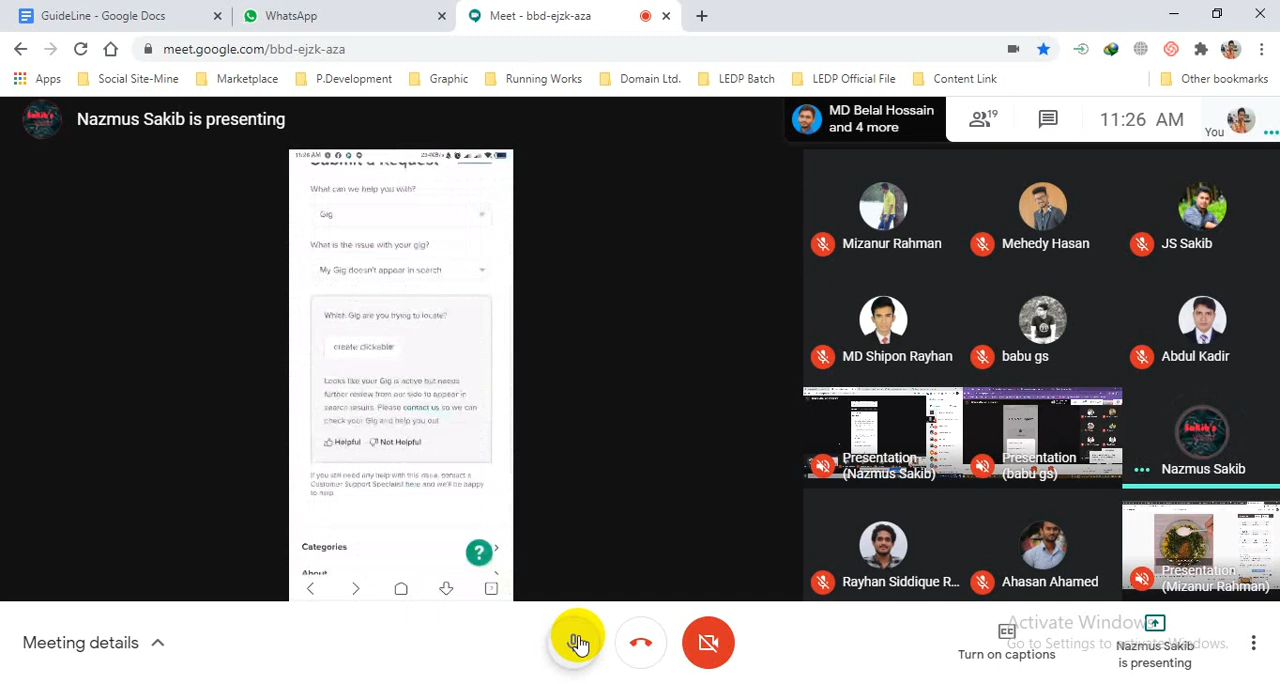 GuideLine - Google Docs
WhatsApp
Meet - bbd-ejzk-aza
meet.google.com/bbd-ejzk-aza
Apps
Social Site-Mine
Marketplace
P.Development
Graphic
Running Works
Domain Ltd.
LEDP Batch
LEDP Official File
Content Link
Other bookmarks
Nazmus Sakib is presenting
MD Belal Hossain
and 4 more
19
11:26 AM
You
11:26 AM
Submit a Request
What can we help you with?
Gig
What is the issue with your gig?
My Gig doesn't appear in search
Which Gig are you trying to locate?
create clickable
Looks like your Gig is active but needs
further review from our side to appear in
search results. Please contact us so we can
check your Gig and help you out
Helpful
Not Helpful
If you still need any help with this issue, contact a
Customer Support Specialist here and we'll be happy
to help.
Categories
About
?
Mizanur Rahman
Mehedy Hasan
JS Sakib
MD Shipon Rayhan
babu gs
Abdul Kadir
Presentation
(Nazmus Sakib)
Presentation
(babu gs)
Nazmus Sakib
Rayhan Siddique R...
Ahasan Ahamed
Presentation
(Mizanur Rahman)
Meeting details
Turn on captions
Nazmus Sakib
is presenting
Activate Windows
Go to Settings to activate Windows.